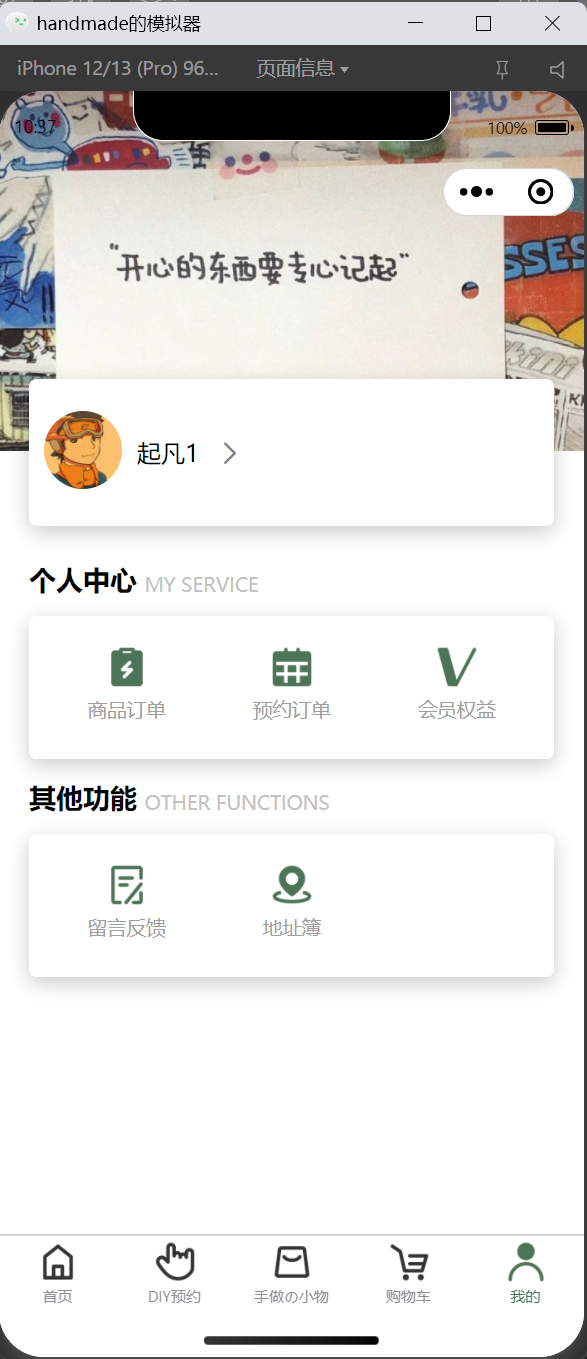 handmade的模拟器
iPhone 12/13 (Pro) 96... 页面信息
10:37
100%
“开心的东西要专心记起”
起凡1
个人中心 MY SERVICE
商品订单 预约订单 会员权益
其他功能 OTHER FUNCTIONS
留言反馈 地址簿
首页 DIY预约 手做の小物 购物车 我的